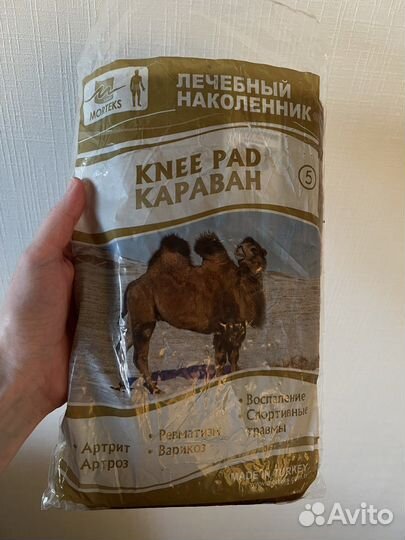 MORTEKS
ЛЕЧЕБНЫЙ
НАКОЛЕННИК
KNEE PAD
КАРАВАН
5
• Артрит
Артроз
• Ревматизм
• Варикоз
• Воспаление
• Спортивные
травмы
MADE IN TURKEY
Avito